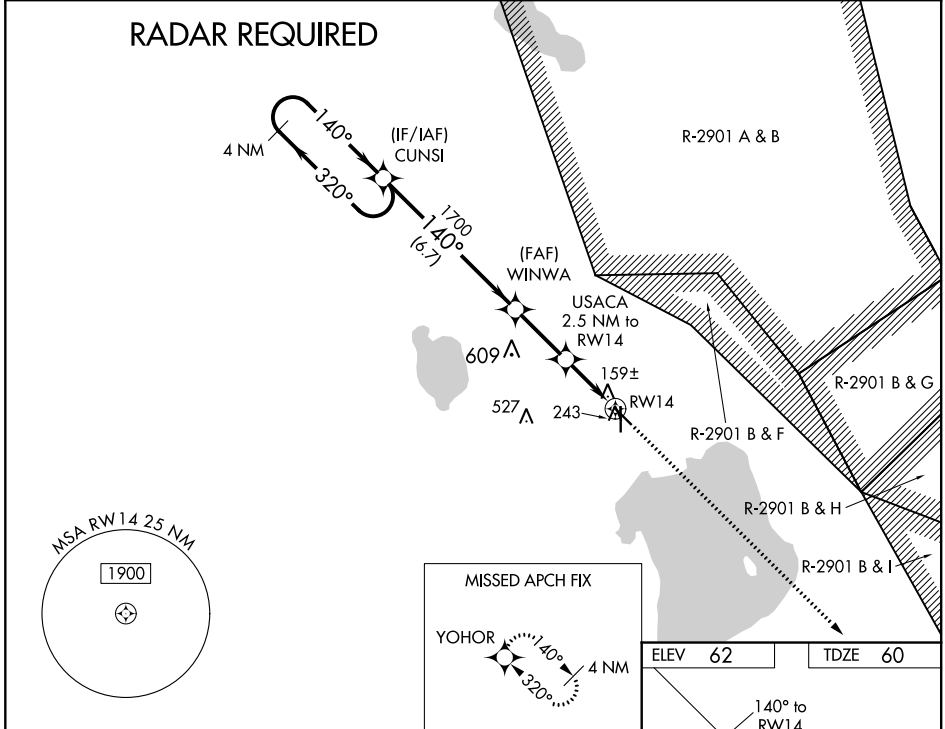 RADAR REQUIRED
R-2901 A & B
140°
(IF/IAF)
CUNSI
4 NM
320°
1700
140°
(6.7)
(FAF)
WINWA
USACA
2.5 NM to
RW14
609
159±
R-2901 B & G
527
243
RW14
R-2901 B & F
R-2901 B & H
MSA RW14 25 NM
1900
R-2901 B & I
MISSED APCH FIX
YOHOR
140°
4 NM
320°
ELEV 62
TDZE 60
140° to
RW14